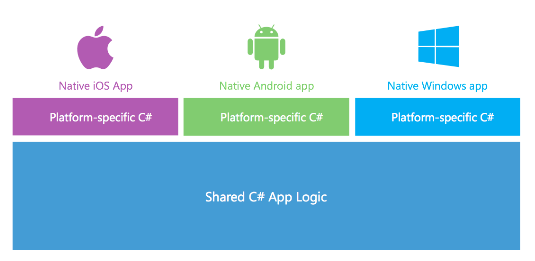 Native iOS App
Native Android app
Native Windows app
Platform-specific C#
Platform-specific C#
Platform-specific C#
Shared C# App Logic